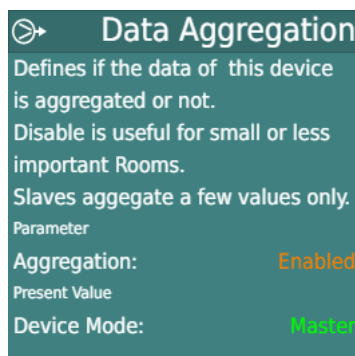 Data Aggregation
Defines if the data of this device
is aggregated or not.
Disable is useful for small or less
important Rooms.
Slaves aggegate a few values only.
Parameter
Aggregation: Enabled
Present Value
Device Mode: Master